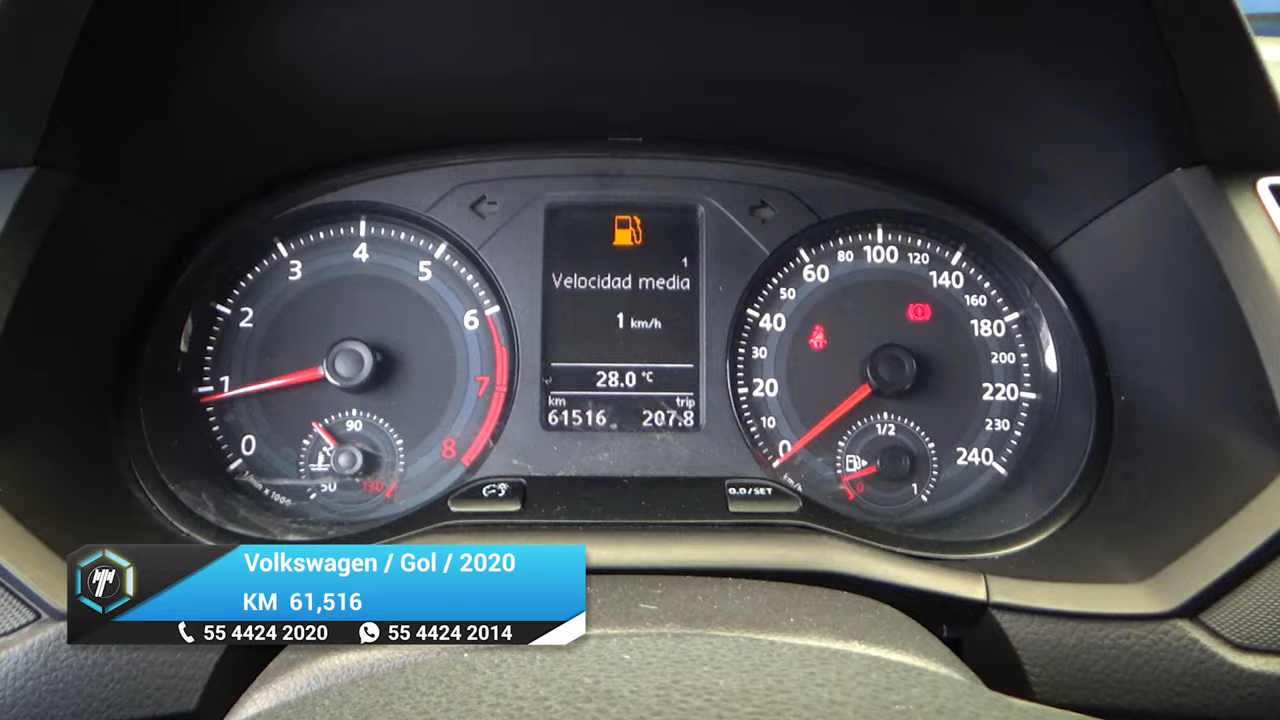 0
1
2
3
4
5
6
7
8
1/min x 1000
50
90
130
1
Velocidad media
1 km/h
28.0 °C
km
trip
61516
207.8
0
10
20
30
40
50
60
80
100
120
140
160
180
200
220
230
240
km/h
0
1/2
1
0.0/SET
Volkswagen / Gol / 2020
KM 61,516
55 4424 2020
55 4424 2014